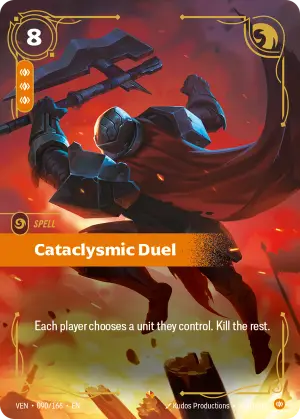 8
SPELL
Cataclysmic Duel
Each player chooses a unit they control. Kill the rest.
VEN • 090/166 • EN
Kudos Productions